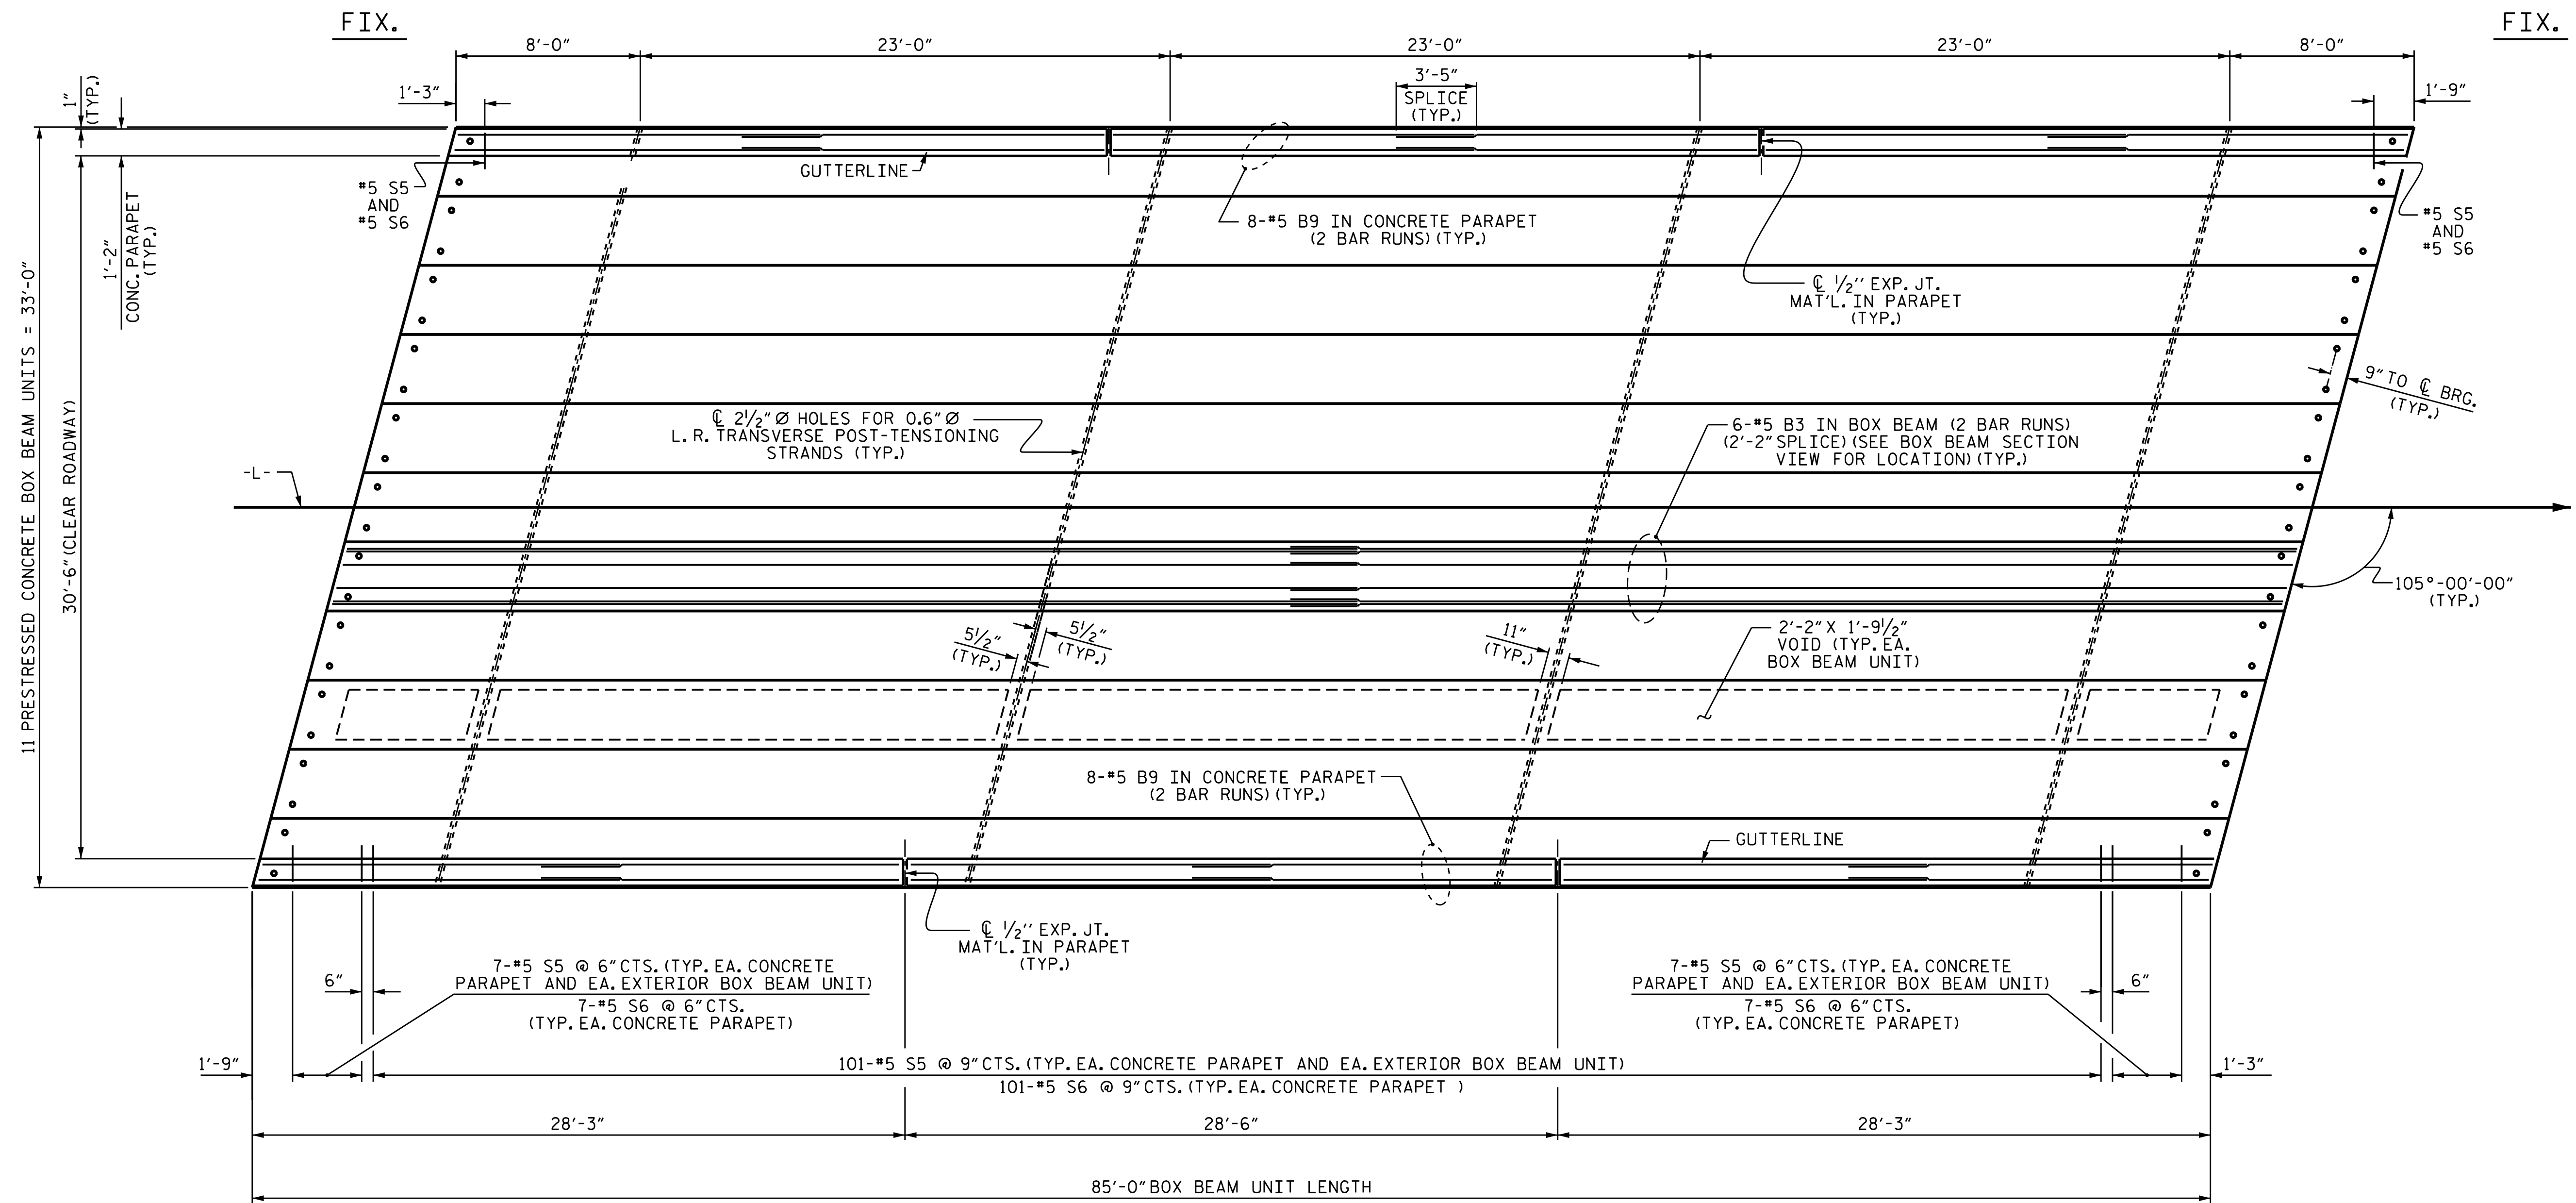 FIX.
FIX.
8'-0"
23'-0"
23'-0"
23'-0"
8'-0"
1"
(TYP.)
1'-3"
3'-5"
SPLICE
(TYP.)
1'-9"
GUTTERLINE
#5 S5
AND
#5 S6
1'-2"
CONC. PARAPET
(TYP.)
8-#5 B9 IN CONCRETE PARAPET
(2 BAR RUNS) (TYP.)
#5 S5
AND
#5 S6
℄ 1/2" EXP. JT.
MAT'L. IN PARAPET
(TYP.)
11 PRESTRESSED CONCRETE BOX BEAM UNITS = 33'-0"
30'-6" (CLEAR ROADWAY)
9" TO ℄ BRG.
(TYP.)
℄ 2 1/2" Ø HOLES FOR 0.6" Ø
L. R. TRANSVERSE POST-TENSIONING
STRANDS (TYP.)
6-#5 B3 IN BOX BEAM (2 BAR RUNS)
(2'-2" SPLICE) (SEE BOX BEAM SECTION
VIEW FOR LOCATION) (TYP.)
-L-
105°-00'-00"
(TYP.)
5 1/2"
(TYP.)
5 1/2"
(TYP.)
11"
(TYP.)
2'-2" X 1'-9 1/2"
VOID (TYP. EA.
BOX BEAM UNIT)
8-#5 B9 IN CONCRETE PARAPET
(2 BAR RUNS) (TYP.)
GUTTERLINE
℄ 1/2" EXP. JT.
MAT'L. IN PARAPET
(TYP.)
6"
7-#5 S5 @ 6" CTS. (TYP. EA. CONCRETE
PARAPET AND EA. EXTERIOR BOX BEAM UNIT)
7-#5 S6 @ 6" CTS.
(TYP. EA. CONCRETE PARAPET)
7-#5 S5 @ 6" CTS. (TYP. EA. CONCRETE
PARAPET AND EA. EXTERIOR BOX BEAM UNIT)
7-#5 S6 @ 6" CTS.
(TYP. EA. CONCRETE PARAPET)
6"
1'-9"
101-#5 S5 @ 9" CTS. (TYP. EA. CONCRETE PARAPET AND EA. EXTERIOR BOX BEAM UNIT)
101-#5 S6 @ 9" CTS. (TYP. EA. CONCRETE PARAPET )
1'-3"
28'-3"
28'-6"
28'-3"
85'-0" BOX BEAM UNIT LENGTH